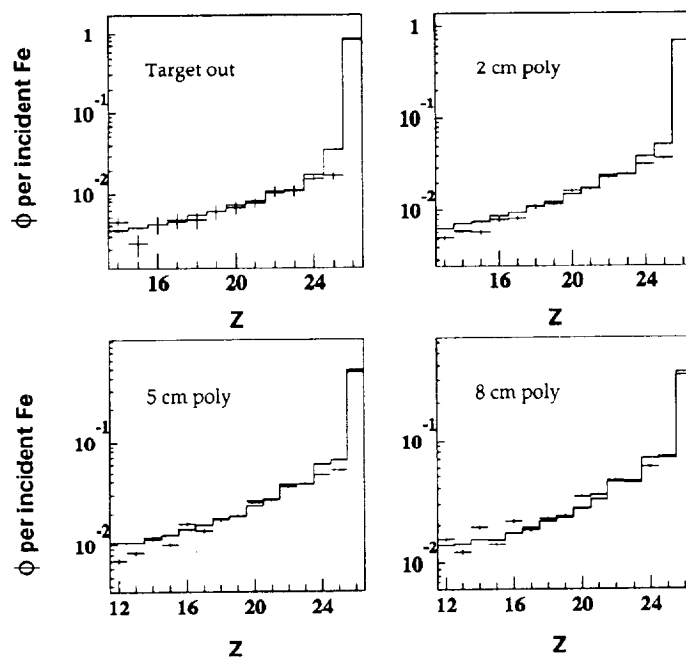 Target out
1
10⁻¹
10⁻²
ϕ per incident Fe
16 20 24
Z
2 cm poly
1
10⁻¹
10⁻²
16 20 24
Z
5 cm poly
10⁻¹
10⁻²
ϕ per incident Fe
12 16 20 24
Z
8 cm poly
10⁻¹
10⁻²
12 16 20 24
Z